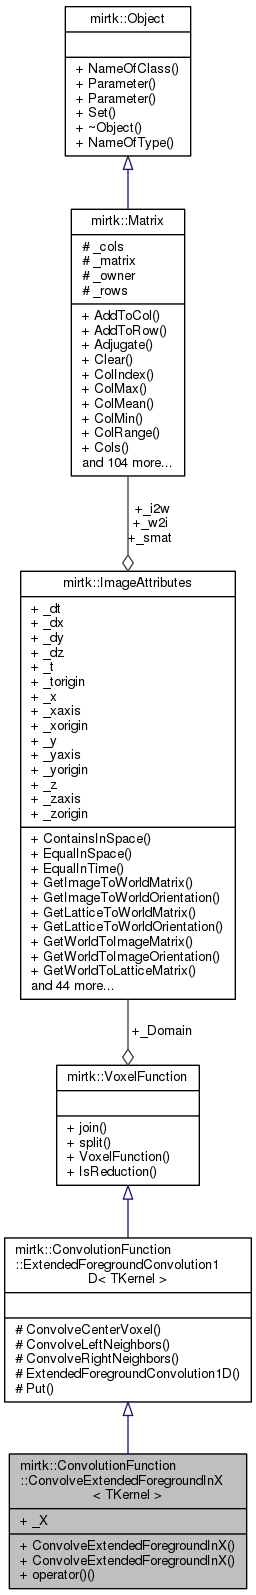 mirtk::Object
+ NameOfClass()
+ Parameter()
+ Parameter()
+ Set()
+ ~Object()
+ NameOfType()
mirtk::Matrix
# _cols
# _matrix
# _owner
# _rows
+ AddToCol()
+ AddToRow()
+ Adjugate()
+ Clear()
+ ColIndex()
+ ColMax()
+ ColMean()
+ ColMin()
+ ColRange()
+ Cols()
and 104 more...
+_i2w
+_w2i
+_smat
mirtk::ImageAttributes
+ _dt
+ _dx
+ _dy
+ _dz
+ _t
+ _torigin
+ _x
+ _xaxis
+ _xorigin
+ _y
+ _yaxis
+ _yorigin
+ _z
+ _zaxis
+ _zorigin
+ ContainsInSpace()
+ EqualInSpace()
+ EqualInTime()
+ GetImageToWorldMatrix()
+ GetImageToWorldOrientation()
+ GetLatticeToWorldMatrix()
+ GetLatticeToWorldOrientation()
+ GetWorldToImageMatrix()
+ GetWorldToImageOrientation()
+ GetWorldToLatticeMatrix()
and 44 more...
+_Domain
mirtk::VoxelFunction
+ join()
+ split()
+ VoxelFunction()
+ IsReduction()
mirtk::ConvolutionFunction
::ExtendedForegroundConvolution1
D< TKernel >
# ConvolveCenterVoxel()
# ConvolveLeftNeighbors()
# ConvolveRightNeighbors()
# ExtendedForegroundConvolution1D()
# Put()
mirtk::ConvolutionFunction
::ConvolveExtendedForegroundInX
< TKernel >
+ _X
+ ConvolveExtendedForegroundInX()
+ ConvolveExtendedForegroundInX()
+ operator()()